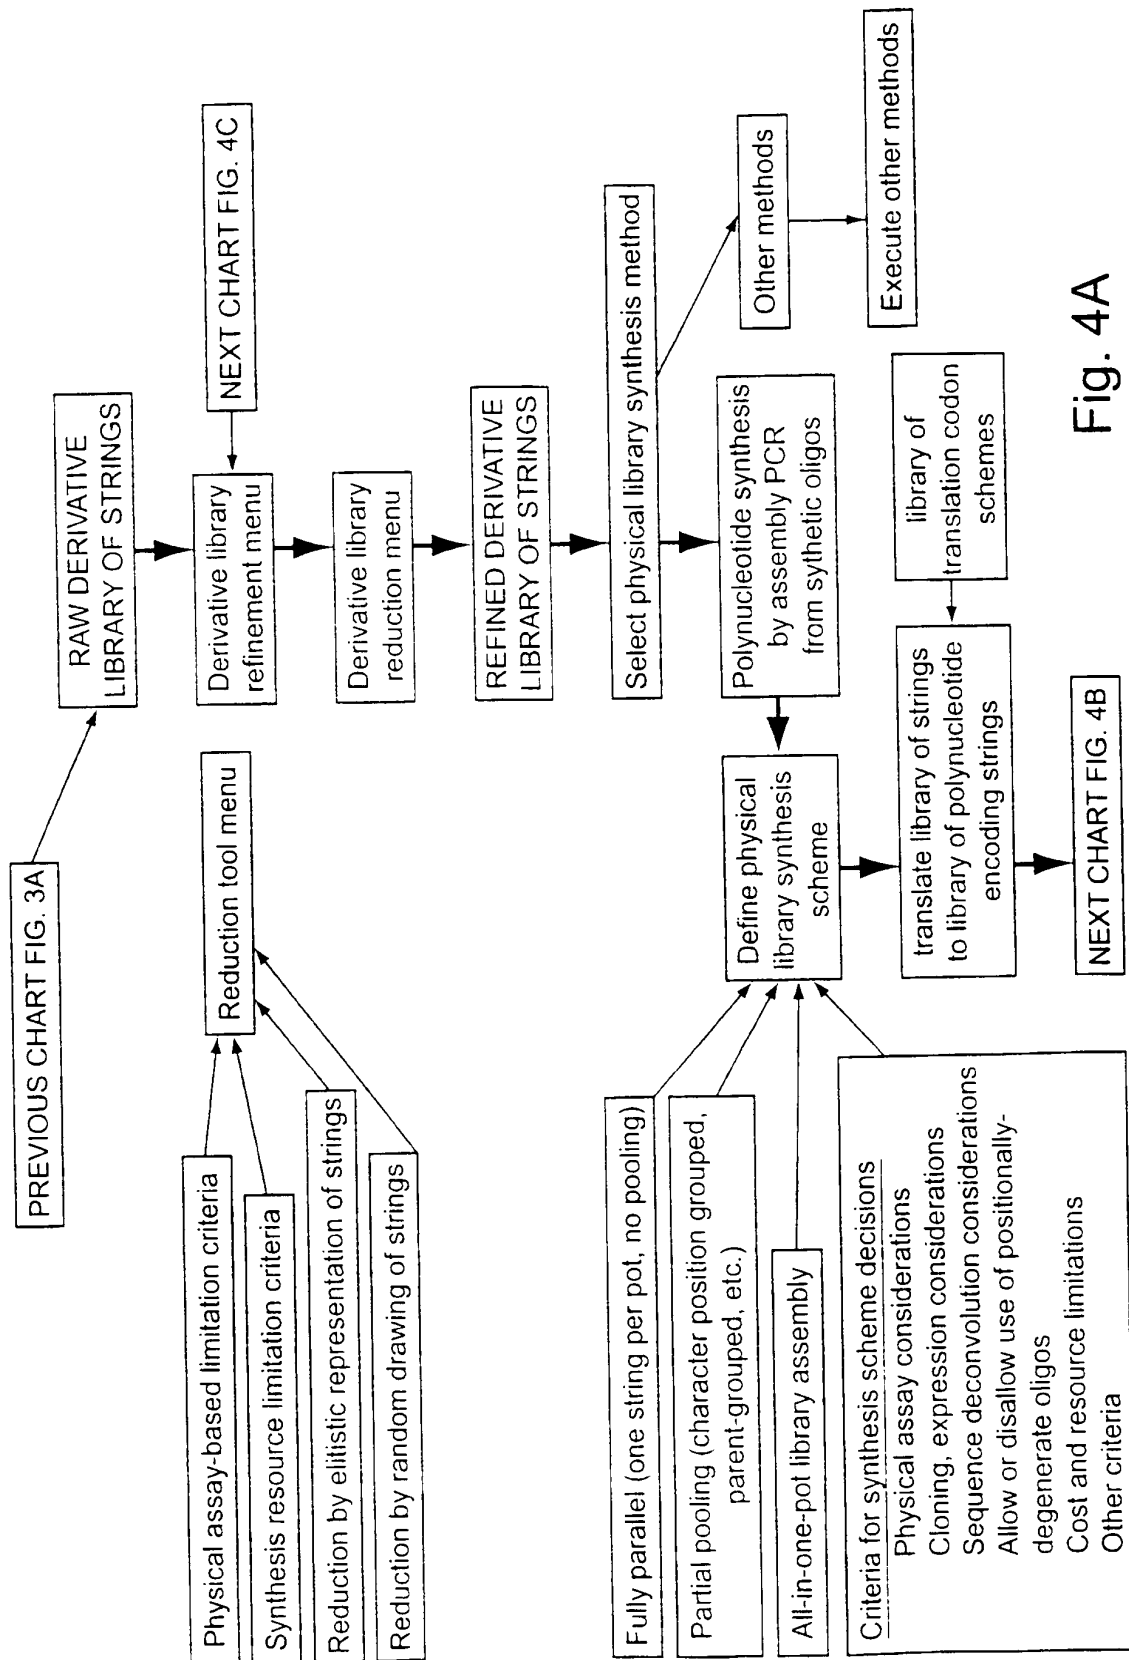 PREVIOUS CHART FIG. 3A
RAW DERIVATIVE
LIBRARY OF STRINGS
NEXT CHART FIG. 4C
Derivative library
refinement menu
Derivative library
reduction menu
REFINED DERIVATIVE
LIBRARY OF STRINGS
Reduction tool menu
Physical assay-based limitation criteria
Synthesis resource limitation criteria
Reduction by elitistic representation of strings
Reduction by random drawing of strings
Select physical library synthesis method
Other methods
Execute other methods
Polynucleotide synthesis
by assembly PCR
from sythetic oligos
Define physical
library synthesis
scheme
Fully parallel (one string per pot, no pooling)
Partial pooling (character position grouped,
parent-grouped, etc.)
All-in-one-pot library assembly
Criteria for synthesis scheme decisions
Physical assay considerations
Cloning, expression considerations
Sequence deconvolution considerations
Allow or disallow use of positionally-
degenerate oligos
Cost and resource limitations
Other criteria
library of
translation codon
schemes
translate library of strings
to library of polynucleotide
encoding strings
NEXT CHART FIG. 4B
Fig. 4A